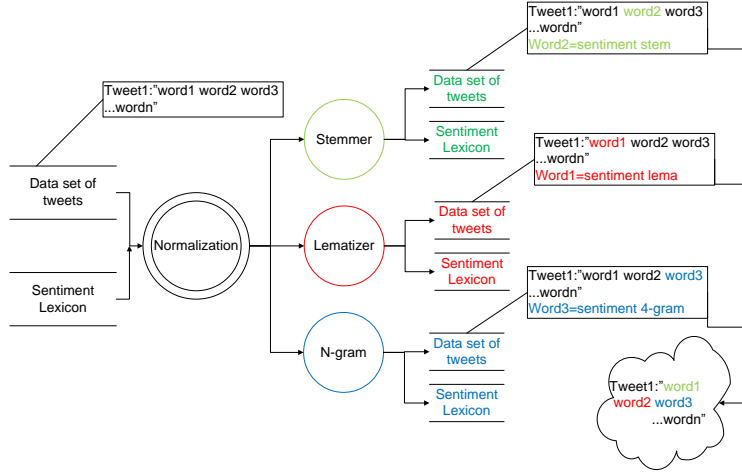 Tweet1:"word1 word2 word3
...wordn"
Word2=sentiment stem
Data set of
tweets
Tweet1:"word1 word2 word3
...wordn"
Stemmer
Sentiment
Lexicon
Tweet1:"word1 word2 word3
...wordn"
Word1=sentiment lema
Data set of
tweets
Data set of
tweets
Normalization
Lematizer
Sentiment
Lexicon
Sentiment
Lexicon
Tweet1:"word1 word2 word3
...wordn"
Word3=sentiment 4-gram
N-gram
Data set of
tweets
Sentiment
Lexicon
Tweet1:"word1
word2 word3
...wordn"